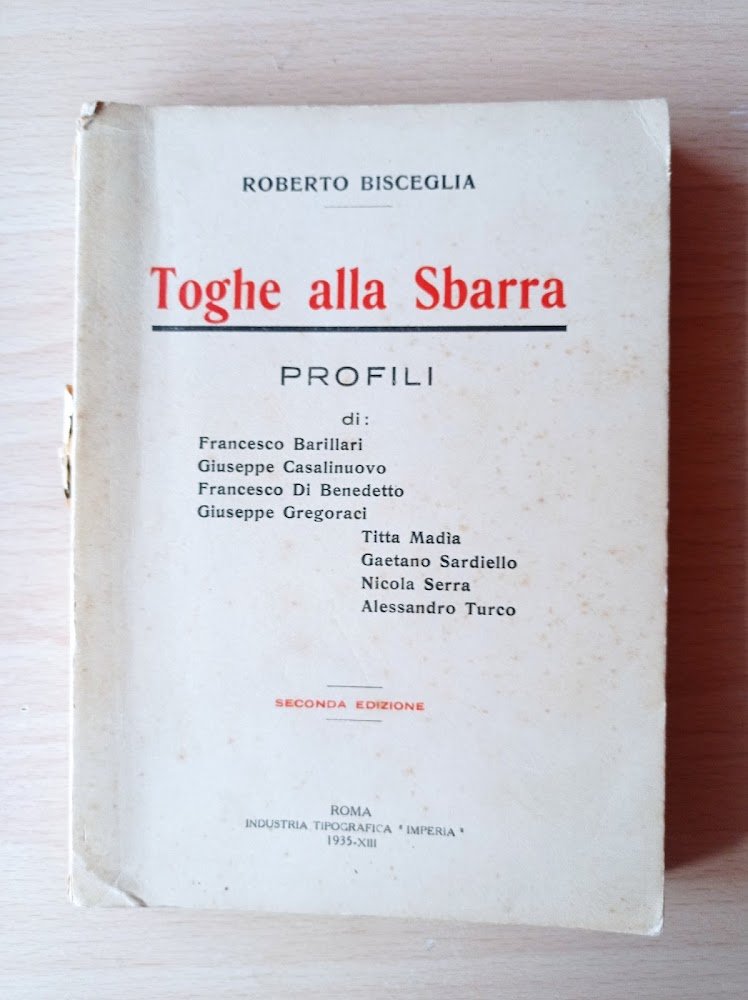 ROBERTO BISCEGLIA
Toghe alla Sbarra
PROFILI
di:
Francesco Barillari
Giuseppe Casalinuovo
Francesco Di Benedetto
Giuseppe Gregoraci
Titta Madìa
Gaetano Sardiello
Nicola Serra
Alessandro Turco
SECONDA EDIZIONE
ROMA
INDUSTRIA TIPOGRAFICA " IMPERIA "
1935-XIII